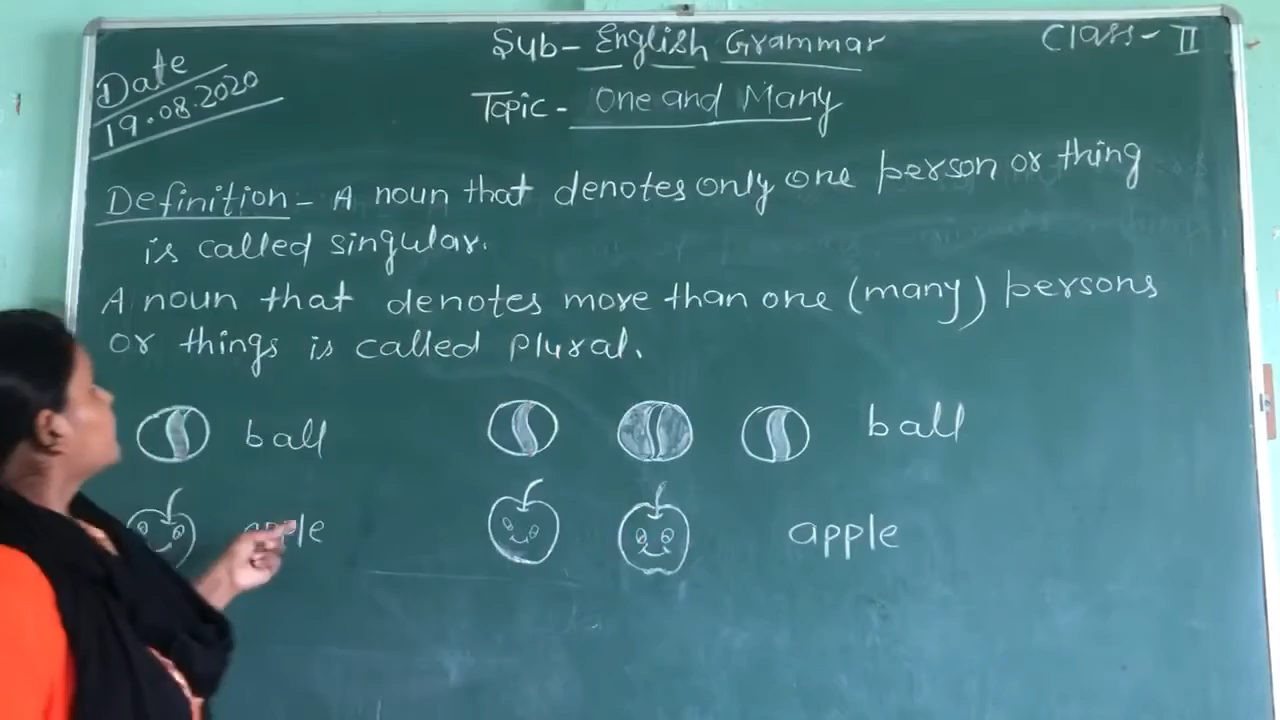 Date
19.08.2020
Sub- English Grammar
Class- II
Topic- One and Many
Definition- A noun that denotes only one person or thing
is called singular.
A noun that denotes more than one (many) persons
or things is called plural.
ball
ball
apple
apple